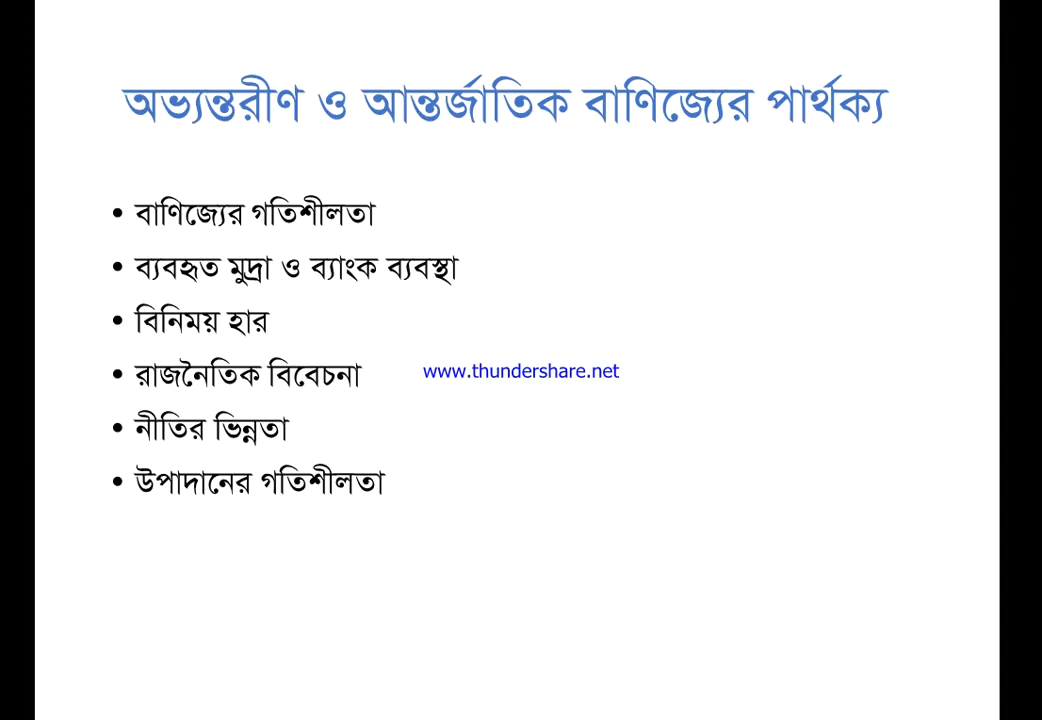 অভ্যন্তরীণ ও আন্তর্জাতিক বাণিজ্যের পার্থক্য
• বাণিজ্যের গতিশীলতা
• ব্যবহৃত মুদ্রা ও ব্যাংক ব্যবস্থা
• বিনিময় হার
• রাজনৈতিক বিবেচনা
www.thundershare.net
• নীতির ভিন্নতা
• উপাদানের গতিশীলতা